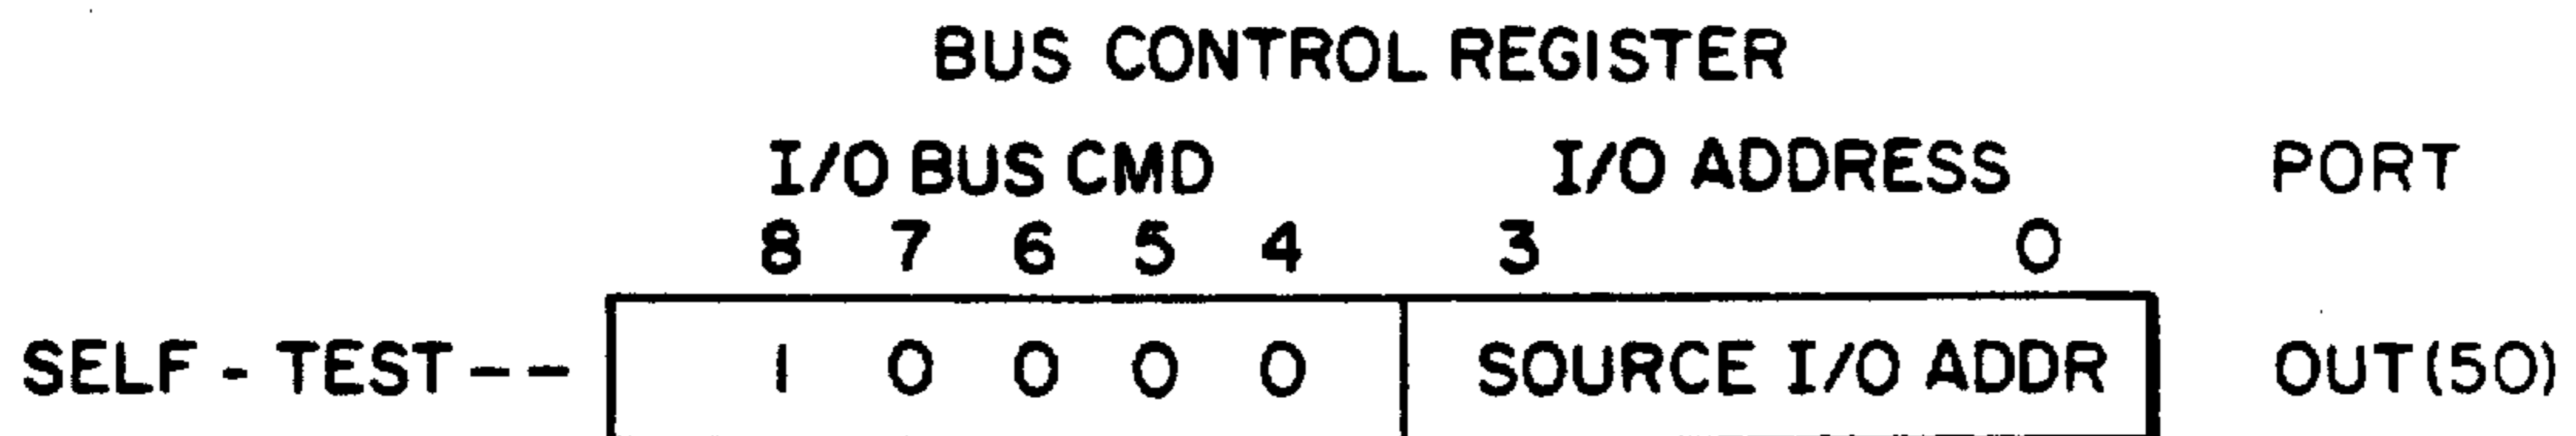 BUS CONTROL REGISTER
I/O BUS CMD I/O ADDRESS PORT
8 7 6 5 4 3 0
SELF - TEST -- 1 0 0 0 0 SOURCE I/O ADDR OUT(50)